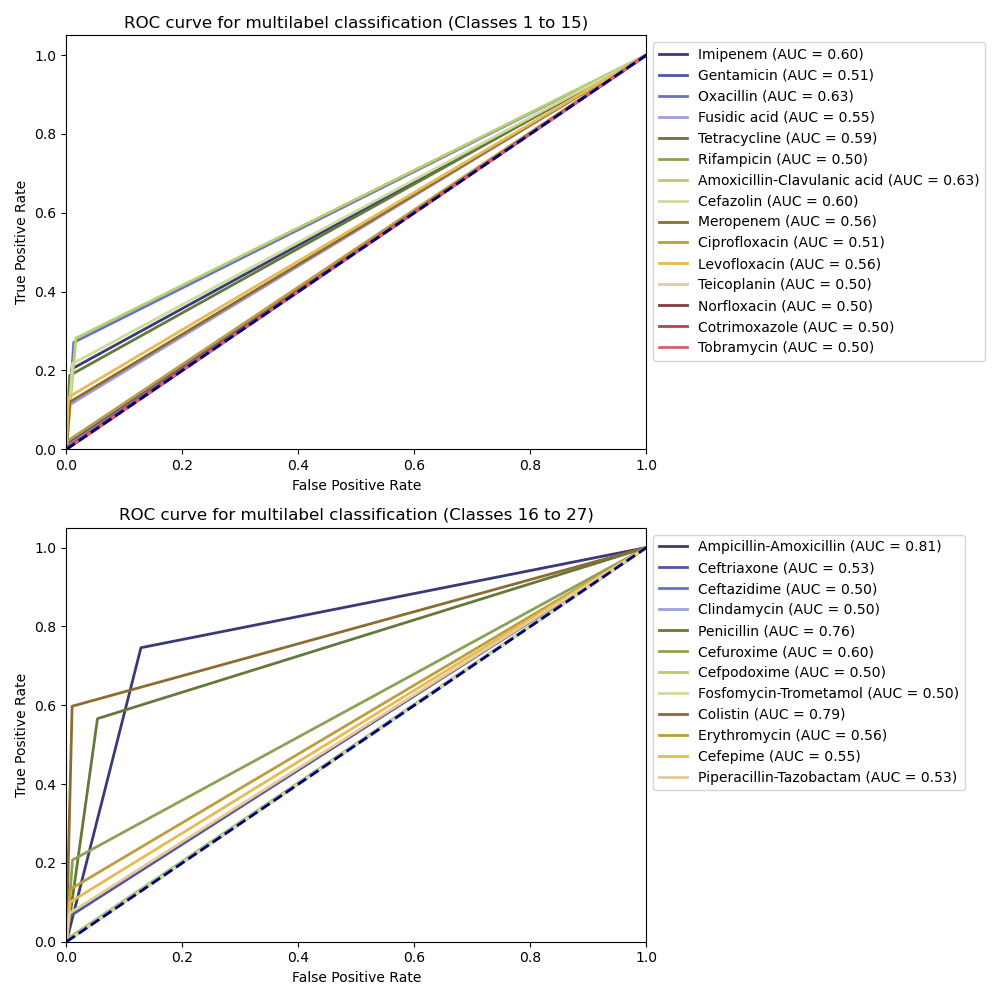 ROC curve for multilabel classification (Classes 1 to 15)
True Positive Rate
1.0
0.8
0.6
0.4
0.2
0.0
0.0 0.2 0.4 0.6 0.8 1.0
False Positive Rate
Imipenem (AUC = 0.60)
Gentamicin (AUC = 0.51)
Oxacillin (AUC = 0.63)
Fusidic acid (AUC = 0.55)
Tetracycline (AUC = 0.59)
Rifampicin (AUC = 0.50)
Amoxicillin-Clavulanic acid (AUC = 0.63)
Cefazolin (AUC = 0.60)
Meropenem (AUC = 0.56)
Ciprofloxacin (AUC = 0.51)
Levofloxacin (AUC = 0.56)
Teicoplanin (AUC = 0.50)
Norfloxacin (AUC = 0.50)
Cotrimoxazole (AUC = 0.50)
Tobramycin (AUC = 0.50)
ROC curve for multilabel classification (Classes 16 to 27)
True Positive Rate
1.0
0.8
0.6
0.4
0.2
0.0
0.0 0.2 0.4 0.6 0.8 1.0
False Positive Rate
Ampicillin-Amoxicillin (AUC = 0.81)
Ceftriaxone (AUC = 0.53)
Ceftazidime (AUC = 0.50)
Clindamycin (AUC = 0.50)
Penicillin (AUC = 0.76)
Cefuroxime (AUC = 0.60)
Cefpodoxime (AUC = 0.50)
Fosfomycin-Trometamol (AUC = 0.50)
Colistin (AUC = 0.79)
Erythromycin (AUC = 0.56)
Cefepime (AUC = 0.55)
Piperacillin-Tazobactam (AUC = 0.53)